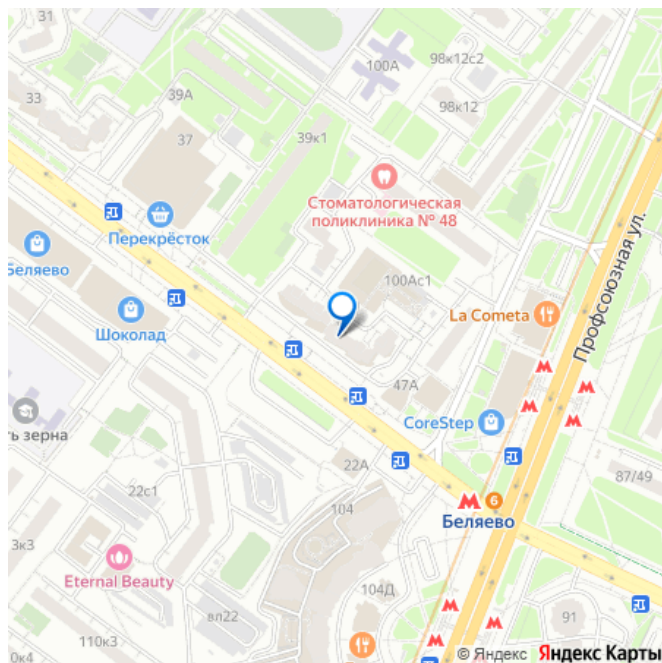 31
100А
98к12с2
33
39А
98к12
37
39к1
Стоматологическая
поликлиника № 48
Перекрёсток
Беляево
100Ас1
Профсоюзная ул.
La Cometa
Шоколад
47А
CoreStep
ть зерна
22А
87/49
22с1
6
104
Беляево
3к3
Eternal Beauty
104Д
вл22
91
110к3
0к4
© Яндекс Яндекс Карты